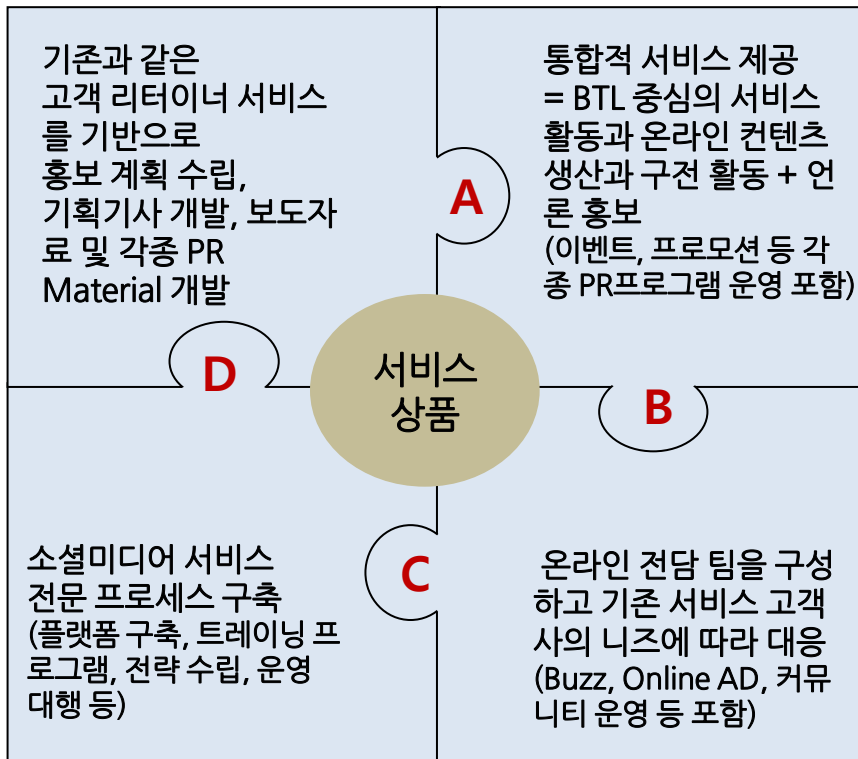 기존과 같은
고객 리터이너 서비스
를 기반으로
홍보 계획 수립,
기획기사 개발, 보도자
료 및 각종 PR
Material 개발
통합적 서비스 제공
= BTL 중심의 서비스
활동과 온라인 컨텐츠
생산과 구전 활동 + 언
론 홍보
(이벤트, 프로모션 등 각
종 PR프로그램 운영 포함)
A
D
서비스
상품
B
소셜미디어 서비스
전문 프로세스 구축
(플랫폼 구축, 트레이닝 프
로그램, 전략 수립, 운영
대행 등)
C
온라인 전담 팀을 구성
하고 기존 서비스 고객
사의 니즈에 따라 대응
(Buzz, Online AD, 커뮤
니티 운영 등 포함)